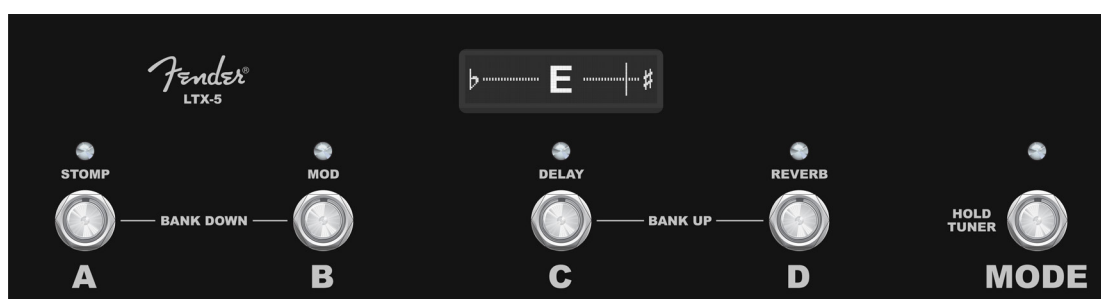 Fender®
LTX-5
♭ E ♯
STOMP
MOD
DELAY
REVERB
BANK DOWN
BANK UP
HOLD
TUNER
A
B
C
D
MODE